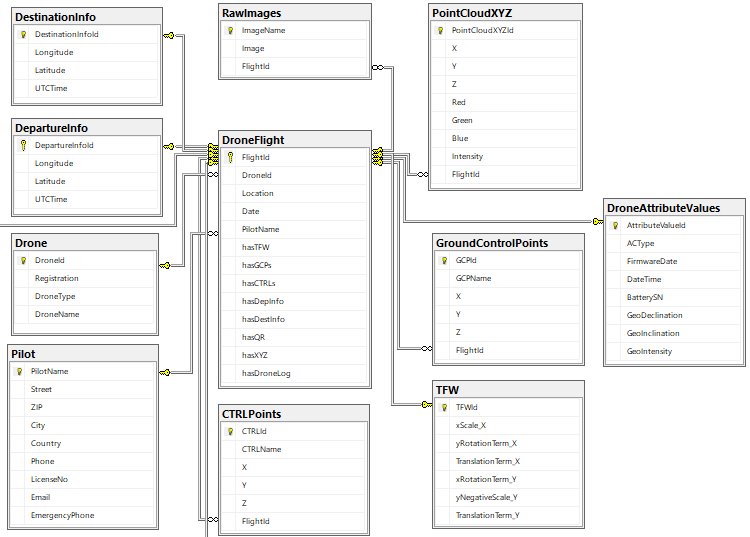 DestinationInfo
DestinationInfoId
Longitude
Latitude
UTCTime
DepartureInfo
DepartureInfoId
Longitude
Latitude
UTCTime
Drone
DroneId
Registration
DroneType
DroneName
Pilot
PilotName
Street
ZIP
City
Country
Phone
LicenseNo
Email
EmergencyPhone
RawImages
ImageName
Image
FlightId
DroneFlight
FlightId
DroneId
Location
Date
PilotName
hasTFW
hasGCPs
hasCTRLs
hasDepInfo
hasDestInfo
hasQR
hasXYZ
hasDroneLog
CTRLPoints
CTRLId
CTRLName
X
Y
Z
FlightId
PointCloudXYZ
PointCloudXYZId
X
Y
Z
Red
Green
Blue
Intensity
FlightId
GroundControlPoints
GCPId
GCPName
X
Y
Z
FlightId
TFW
TFWId
xScale_X
yRotationTerm_X
TranslationTerm_X
xRotationTerm_Y
yNegativeScale_Y
TranslationTerm_Y
DroneAttributeValues
AttributeValueId
ACType
FirmwareDate
DateTime
BatterySN
GeoDeclination
GeoInclination
GeoIntensity